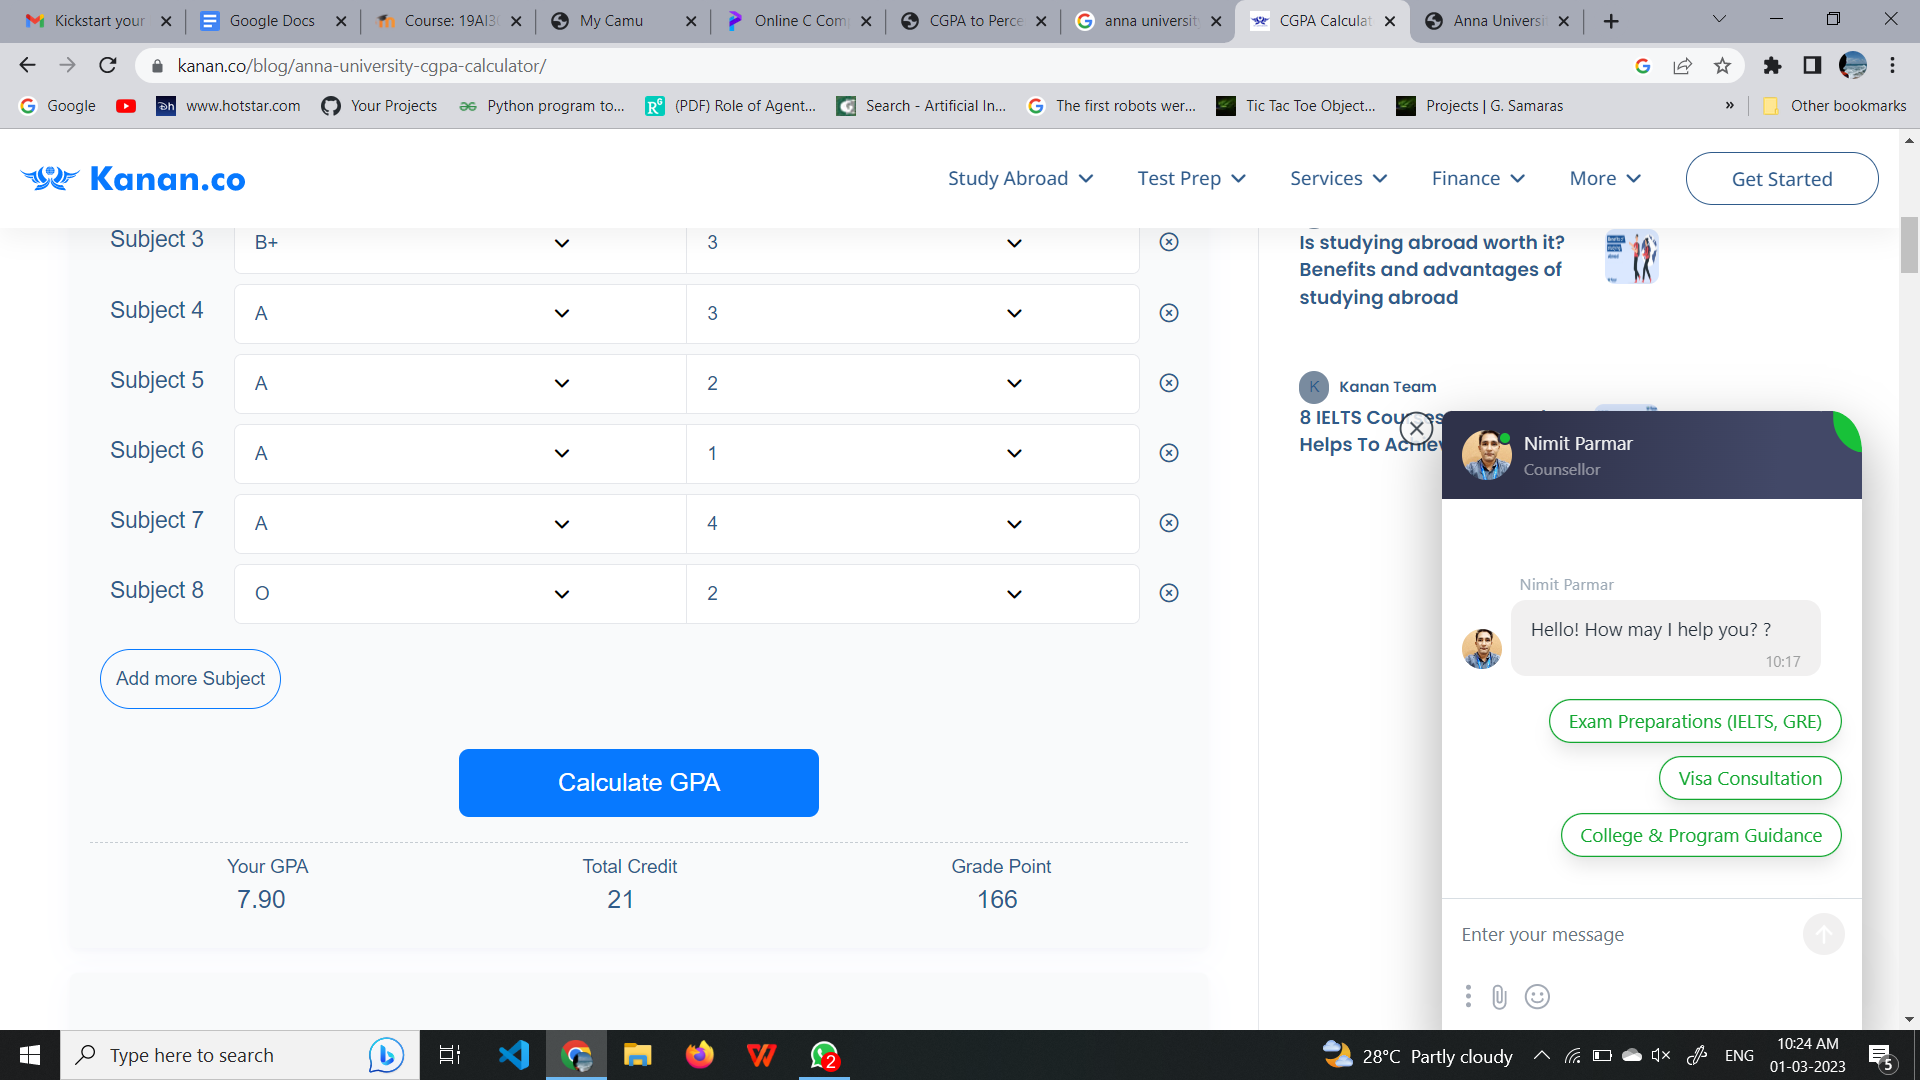 Kickstart your
Google Docs
Course: 19AI3
My Camu
Online C Comp
CGPA to Perce
anna universit
CGPA Calculat
Anna Universi
kanan.co/blog/anna-university-cgpa-calculator/
Google
www.hotstar.com
Your Projects
Python program to...
(PDF) Role of Agent...
Search - Artificial In...
The first robots wer...
Tic Tac Toe Object...
Projects | G. Samaras
»
Other bookmarks
Kanan.co
Study Abroad
Test Prep
Services
Finance
More
Get Started
Subject 3 B+ 3
Subject 4 A 3
Subject 5 A 2
Subject 6 A 1
Subject 7 A 4
Subject 8 O 2
Add more Subject
Calculate GPA
Your GPA Total Credit Grade Point
7.90 21 166
Is studying abroad worth it?
Benefits and advantages of
studying abroad
K Kanan Team
8 IELTS Courses
Helps To Achiev
Nimit Parmar
Counsellor
Nimit Parmar
Hello! How may I help you? ?
10:17
Exam Preparations (IELTS, GRE)
Visa Consultation
College & Program Guidance
Enter your message
Type here to search
2
28°C Partly cloudy
ENG
10:24 AM
01-03-2023
5